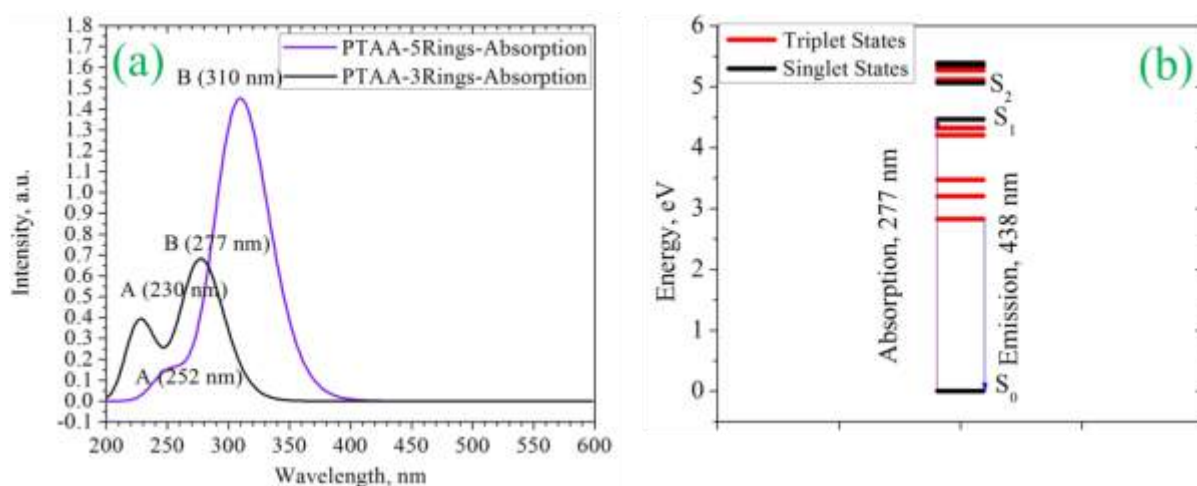 (a)
PTAA-5Rings-Absorption
PTAA-3Rings-Absorption
B (310 nm)
B (277 nm)
A (230 nm)
A (252 nm)
Intensity, a.u.
1.8
1.7
1.6
1.5
1.4
1.3
1.2
1.1
1.0
0.9
0.8
0.7
0.6
0.5
0.4
0.3
0.2
0.1
0.0
-0.1
200 250 300 350 400 450 500 550 600
Wavelength, nm
(b)
Triplet States
Singlet States
S2
S1
S0
Absorption, 277 nm
Emission, 438 nm
Energy, eV
6
5
4
3
2
1
0